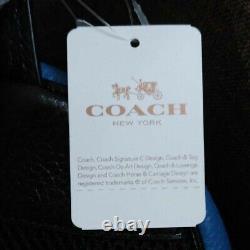 COACH
NEW YORK
Coach, Coach Signature C Design, Coach & Tag
Design, Coach Op Art Design, Coach & Lozenge
Design and Coach Horse & Carriage Design are
registered trademarks ® of Coach Services, Inc.